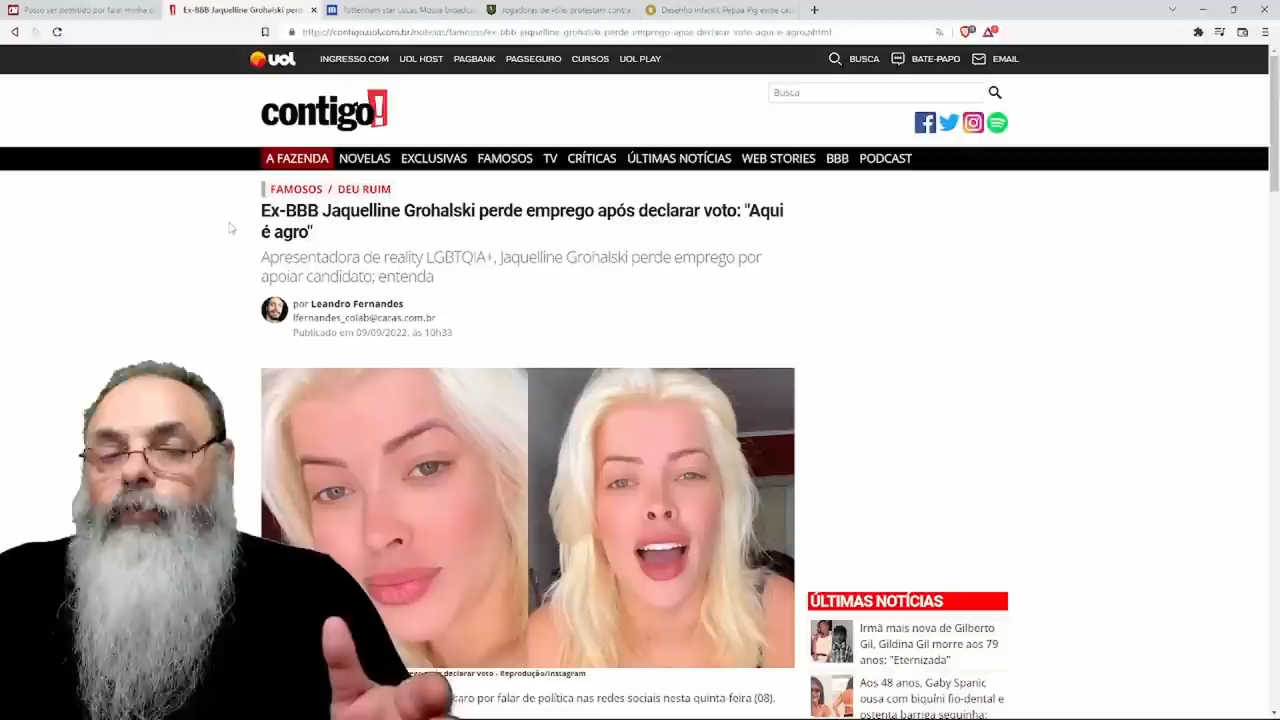 Posso ser demitido por falar minha o
Ex-BBB Jaquelline Grohalski perd
Tottenham star Lucas Moura broadca
Jogadoras de vôlei protestam contra
Desenho infantil Peppa Pig exibe ca
https://contigo.uol.com.br/noticias/famosos/ex-bbb-jaquelline-grohalski-perde-emprego-apos-declarar-voto-aqui-e-agro.phtml
UOL
INGRESSO.COM UOL HOST PAGBANK PAGSEGURO CURSOS UOL PLAY
BUSCA BATE-PAPO EMAIL
contigo!
Busca
A FAZENDA NOVELAS EXCLUSIVAS FAMOSOS TV CRÍTICAS ÚLTIMAS NOTÍCIAS WEB STORIES BBB PODCAST
FAMOSOS / DEU RUIM
Ex-BBB Jaquelline Grohalski perde emprego após declarar voto: "Aqui
é agro"
Apresentadora de reality LGBTQIA+, Jaquelline Grohalski perde emprego por
apoiar candidato; entenda
por Leandro Fernandes
lfernandes_colab@caras.com.br
Publicado em 09/09/2022, às 10h33
declarar voto - Reprodução/Instagram
caro por falar de política nas redes sociais nesta quinta-feira (08).
ÚLTIMAS NOTÍCIAS
Irmã mais nova de Gilberto
Gil, Gildina Gil morre aos 79
anos: "Eternizada"
Aos 48 anos, Gaby Spanic
ousa com biquíni fio-dental e
ostenta barriga sequinha: